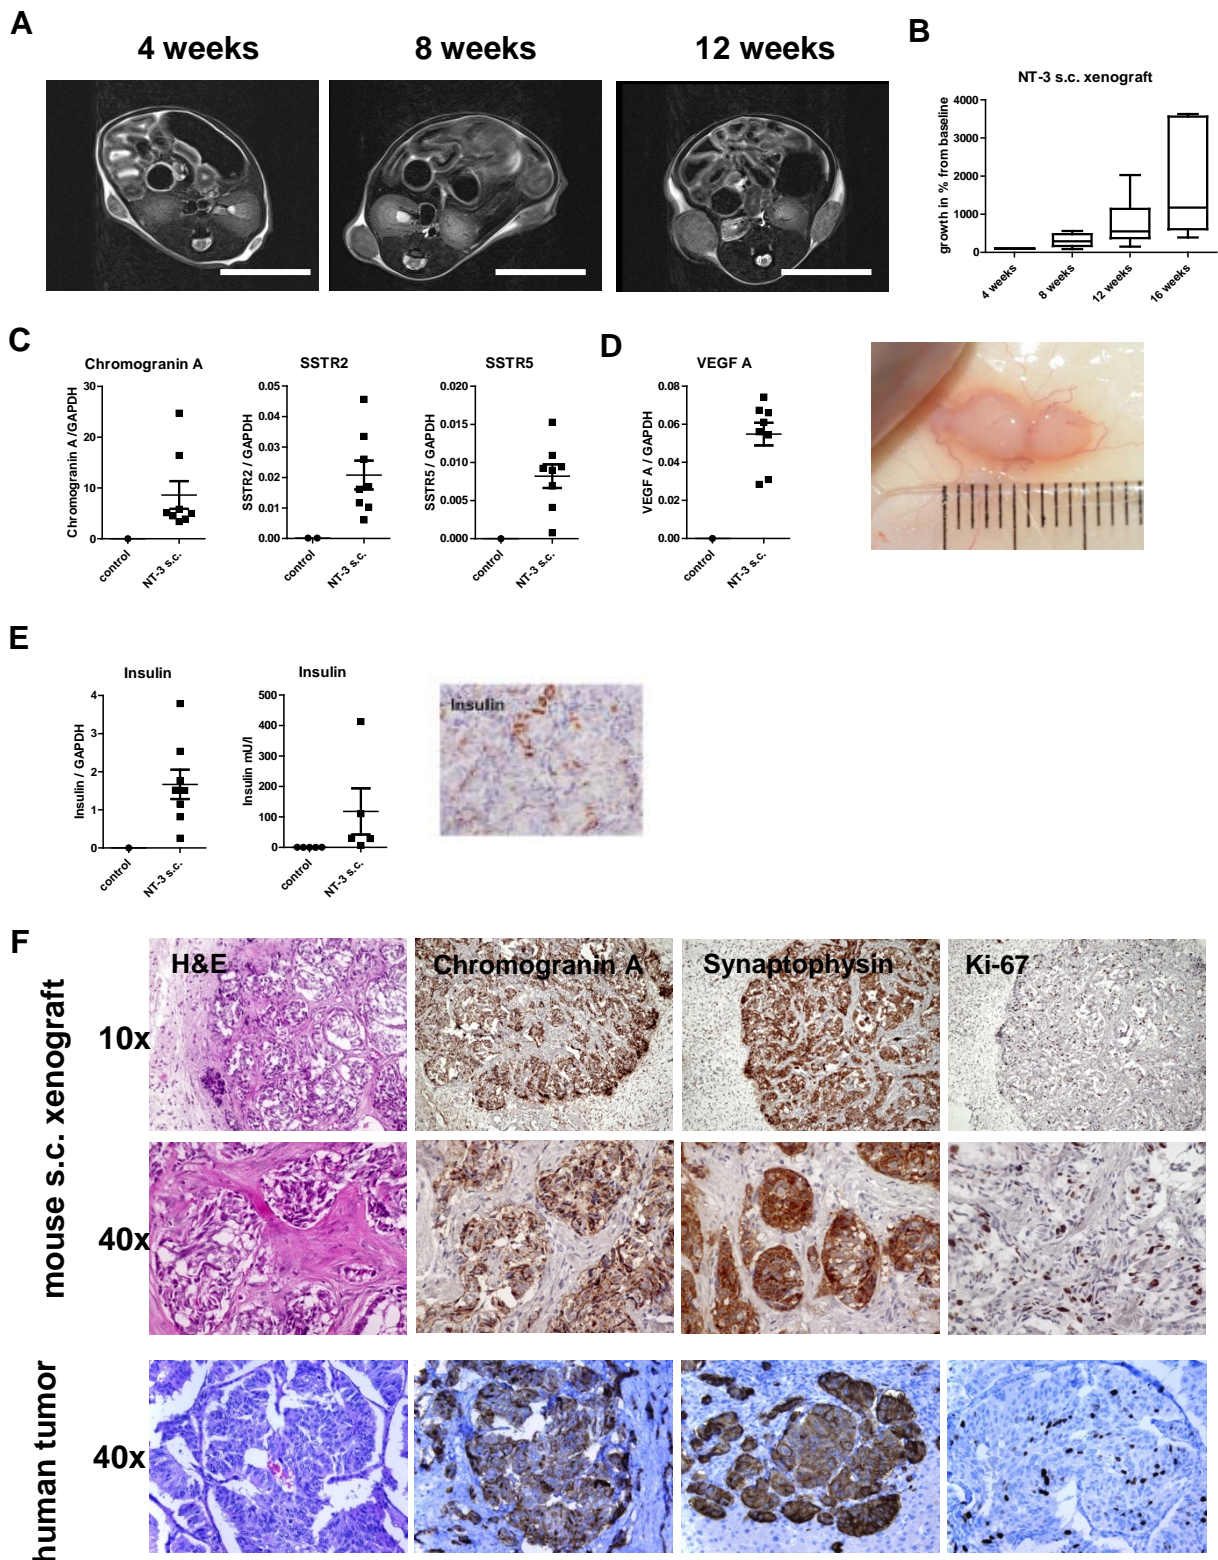 A
4 weeks
8 weeks
12 weeks
B
NT-3 s.c. xenograft
growth in % from baseline
4000
3000
2000
1000
0
4 weeks
8 weeks
12 weeks
16 weeks
C
Chromogranin A
Chromogranin A /GAPDH
30
20
10
0
control
NT-3 s.c.
SSTR2
SSTR2 / GAPDH
0.05
0.04
0.03
0.02
0.01
0.00
control
NT-3 s.c.
SSTR5
SSTR5 / GAPDH
0.020
0.015
0.010
0.005
0.000
control
NT-3 s.c.
D
VEGF A
VEGF A / GAPDH
0.08
0.06
0.04
0.02
0.00
control
NT-3 s.c.
E
Insulin
Insulin / GAPDH
4
3
2
1
0
control
NT-3 s.c.
Insulin
Insulin mU/l
500
400
300
200
100
0
control
NT-3 s.c.
Insulin
F
mouse s.c. xenograft
H&E
Chromogranin A
Synaptophysin
Ki-67
10x
40x
human tumor
40x